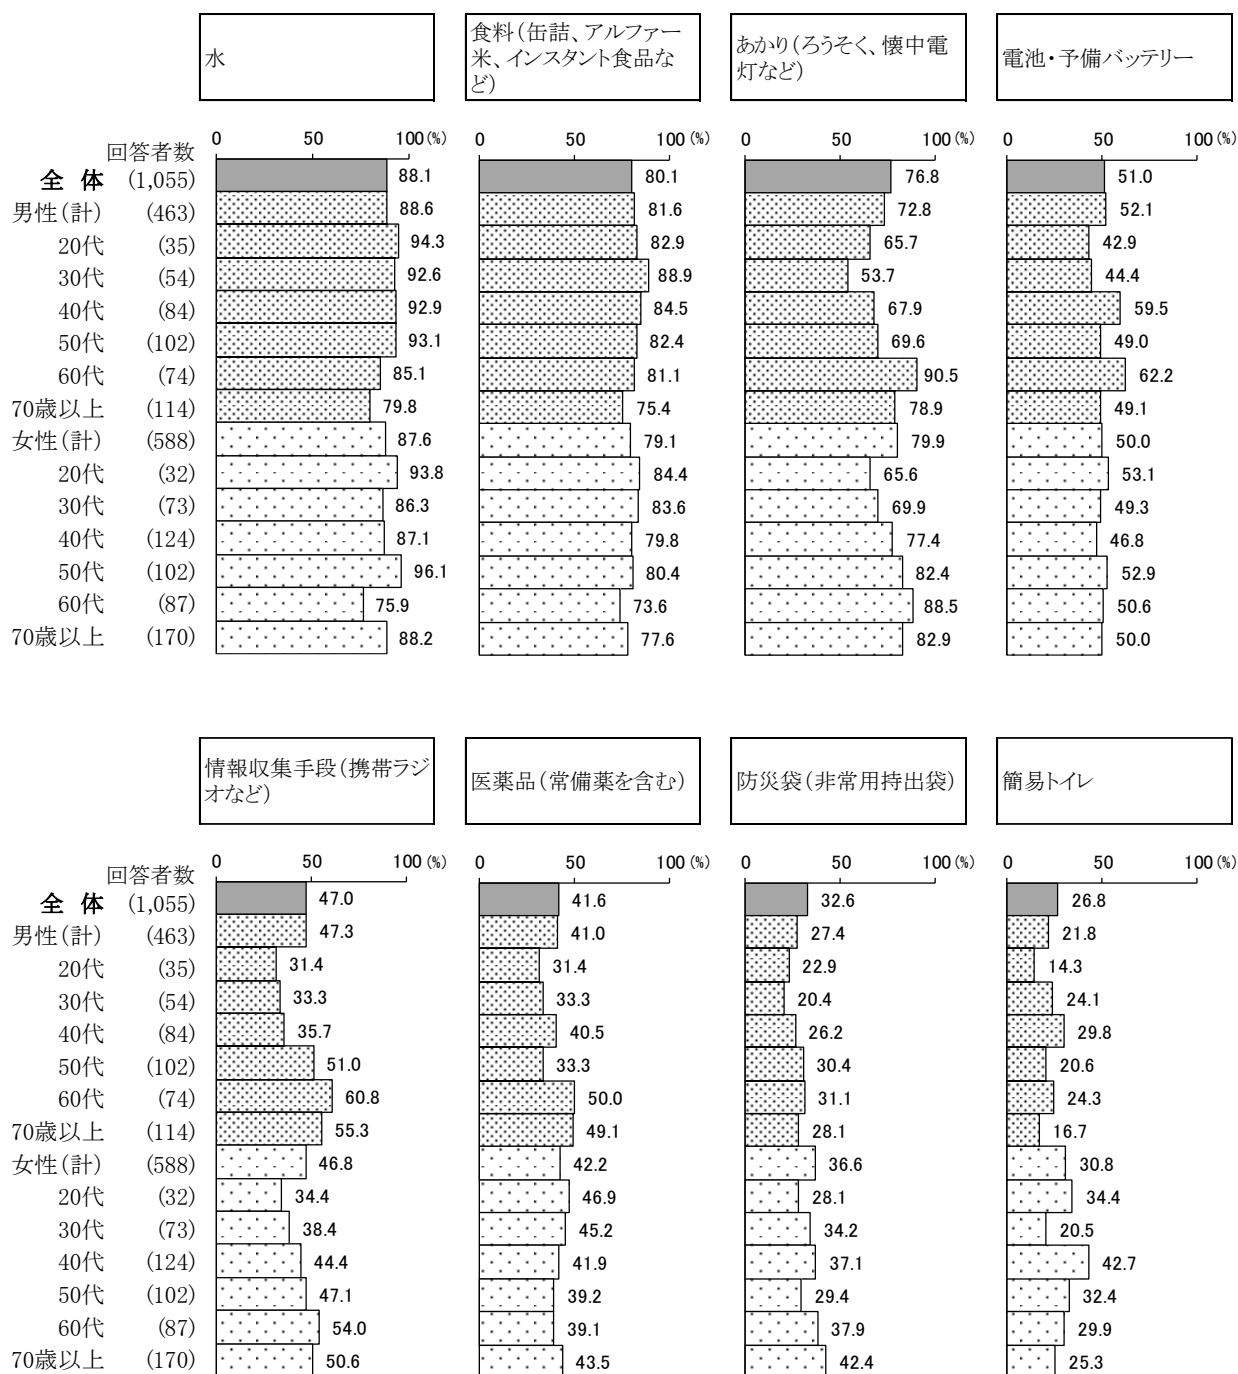 水
食料（缶詰、アルファー
米、インスタント食品な
ど）
あかり（ろうそく、懐中電
灯など）
電池・予備バッテリー
0 50 100（%） 0 50 100（%） 0 50 100（%） 0 50 100（%）
回答者数
全 体 (1,055) 88.1 80.1 76.8 51.0
男性（計） (463) 88.6 81.6 72.8 52.1
20代 (35) 94.3 82.9 65.7 42.9
30代 (54) 92.6 88.9 53.7 44.4
40代 (84) 92.9 84.5 67.9 59.5
50代 (102) 93.1 82.4 69.6 49.0
60代 (74) 85.1 81.1 90.5 62.2
70歳以上 (114) 79.8 75.4 78.9 49.1
女性（計） (588) 87.6 79.1 79.9 50.0
20代 (32) 93.8 84.4 65.6 53.1
30代 (73) 86.3 83.6 69.9 49.3
40代 (124) 87.1 79.8 77.4 46.8
50代 (102) 96.1 80.4 82.4 52.9
60代 (87) 75.9 73.6 88.5 50.6
70歳以上 (170) 88.2 77.6 82.9 50.0
情報収集手段（携帯ラジ
オなど）
医薬品（常備薬を含む）
防災袋（非常用持出袋）
簡易トイレ
0 50 100（%） 0 50 100（%） 0 50 100（%） 0 50 100（%）
回答者数
全 体 (1,055) 47.0 41.6 32.6 26.8
男性（計） (463) 47.3 41.0 27.4 21.8
20代 (35) 31.4 31.4 22.9 14.3
30代 (54) 33.3 33.3 20.4 24.1
40代 (84) 35.7 40.5 26.2 29.8
50代 (102) 51.0 33.3 30.4 20.6
60代 (74) 60.8 50.0 31.1 24.3
70歳以上 (114) 55.3 49.1 28.1 16.7
女性（計） (588) 46.8 42.2 36.6 30.8
20代 (32) 34.4 46.9 28.1 34.4
30代 (73) 38.4 45.2 34.2 20.5
40代 (124) 44.4 41.9 37.1 42.7
50代 (102) 47.1 39.2 29.4 32.4
60代 (87) 54.0 39.1 37.9 29.9
70歳以上 (170) 50.6 43.5 42.4 25.3